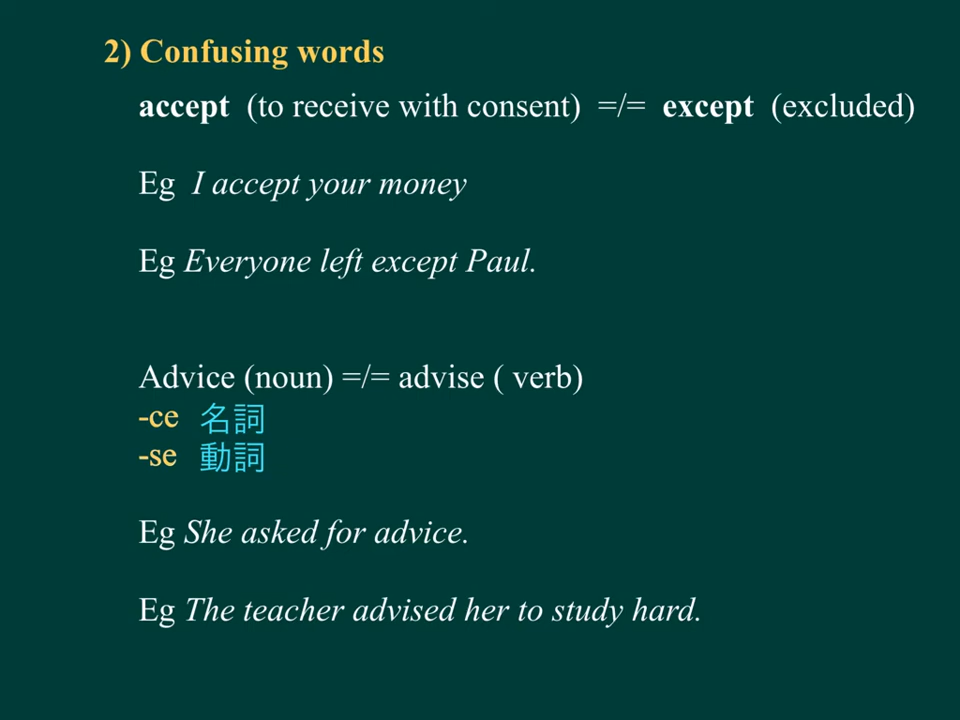 2) Confusing words
accept (to receive with consent) =/= except (excluded)
Eg I accept your money
Eg Everyone left except Paul.
Advice (noun) =/= advise ( verb)
-ce 名詞
-se 動詞
Eg She asked for advice.
Eg The teacher advised her to study hard.